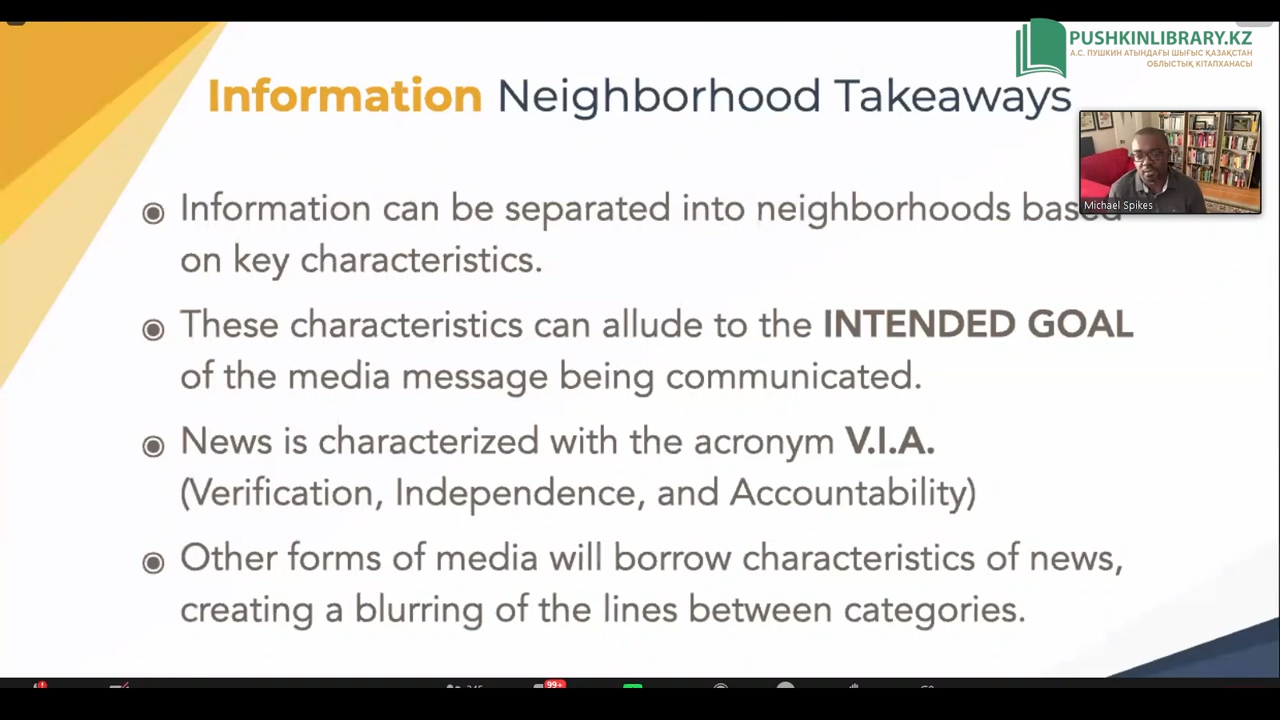 PUSHKINLIBRARY.KZ
А.С. ПУШКИН АТЫНДАҒЫ ШЫҒЫС ҚАЗАҚСТАН
ОБЛЫСТЫҚ КІТАПХАНАСЫ
Information Neighborhood Takeaways
Michael Spikes
Information can be separated into neighborhoods based
on key characteristics.
These characteristics can allude to the INTENDED GOAL
of the media message being communicated.
News is characterized with the acronym V.I.A.
(Verification, Independence, and Accountability)
Other forms of media will borrow characteristics of news,
creating a blurring of the lines between categories.
99+